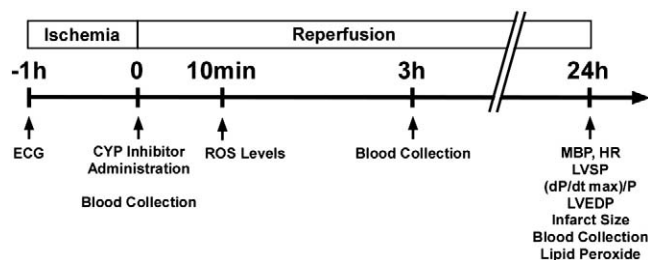 Ischemia Reperfusion
-1h 0 10min 3h 24h
ECG
CYP Inhibitor
Administration
Blood Collection
ROS Levels
Blood Collection
MBP, HR
LVSP
(dP/dt max)/P
LVEDP
Infarct Size
Blood Collection
Lipid Peroxide